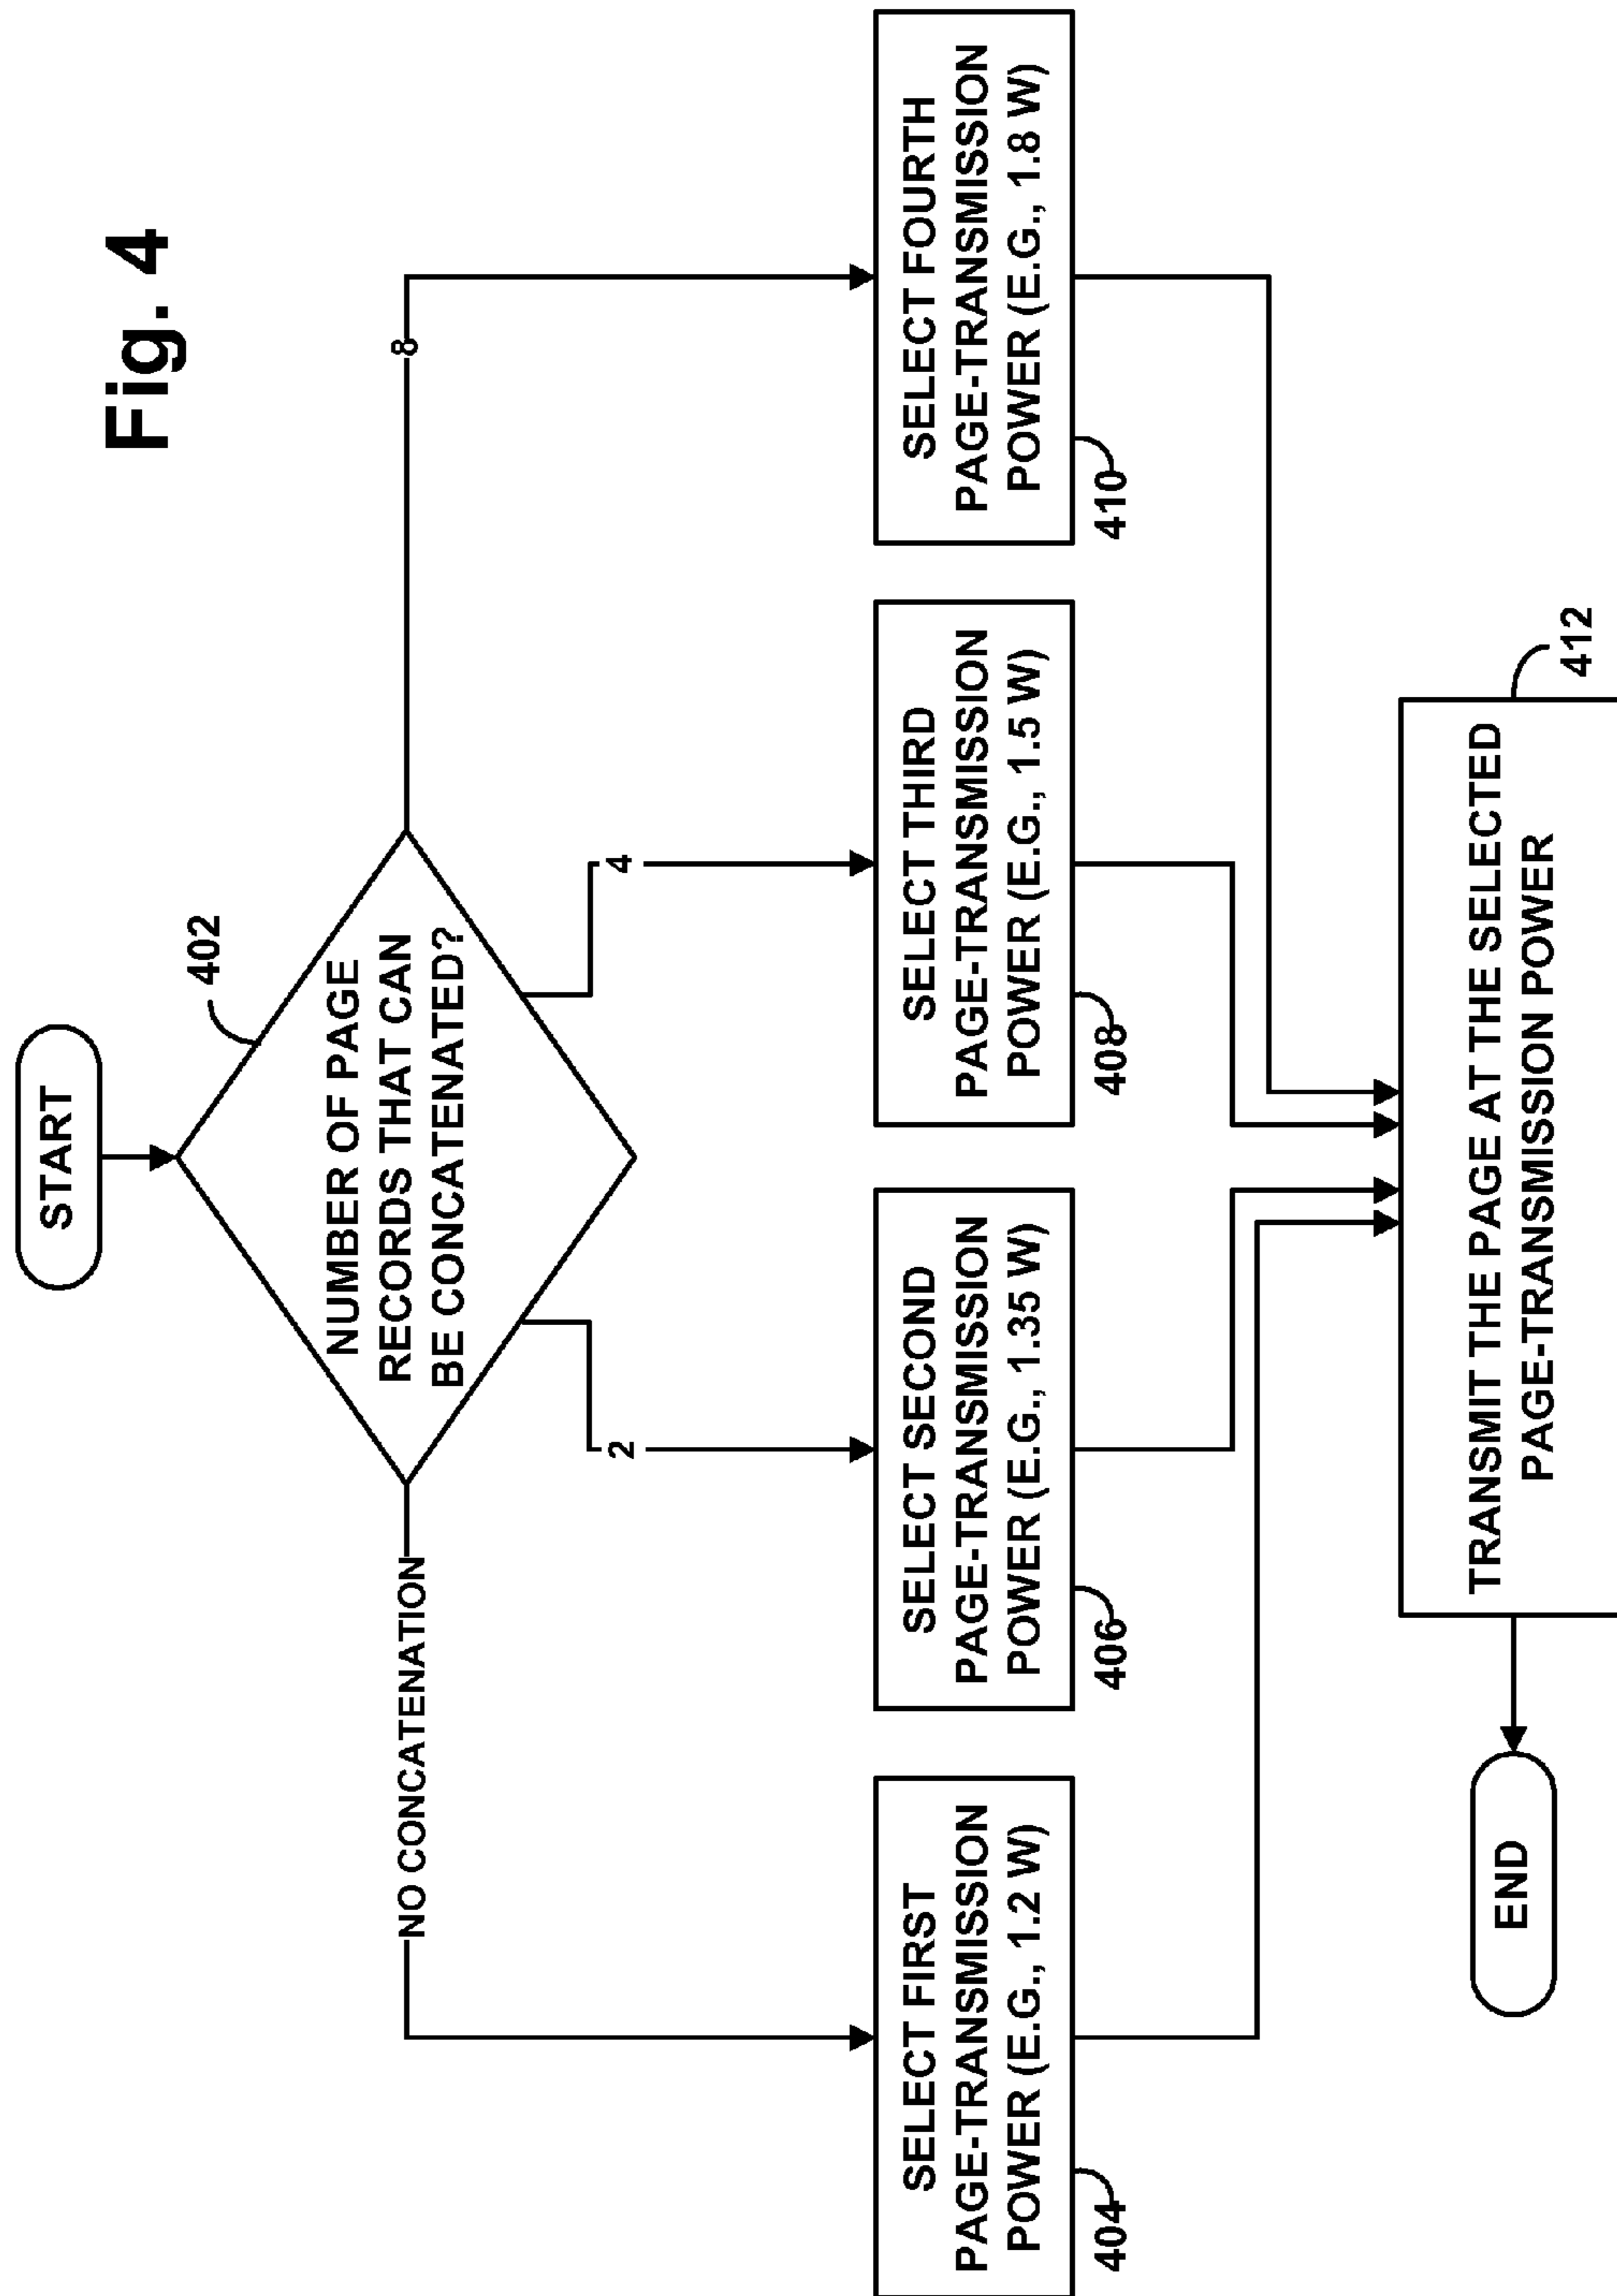 Fig. 4
START
402
NUMBER OF PAGE
RECORDS THAT CAN
BE CONCATENATED?
NO CONCATENATION
2
4
8
SELECT FIRST
PAGE-TRANSMISSION
POWER (E.G., 1.2 W)
404
SELECT SECOND
PAGE-TRANSMISSION
POWER (E.G., 1.35 W)
406
SELECT THIRD
PAGE-TRANSMISSION
POWER (E.G., 1.5 W)
408
SELECT FOURTH
PAGE-TRANSMISSION
POWER (E.G., 1.8 W)
410
TRANSMIT THE PAGE AT THE SELECTED
PAGE-TRANSMISSION POWER
412
END